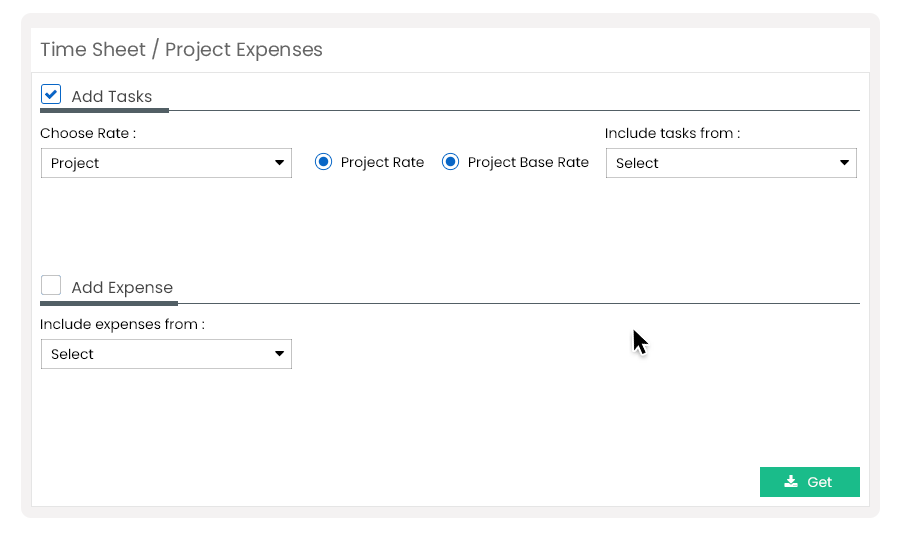 Time Sheet / Project Expenses
Add Tasks
Choose Rate :
Include tasks from :
Project
Project Rate
Project Base Rate
Select
Add Expense
Include expenses from :
Select
Get